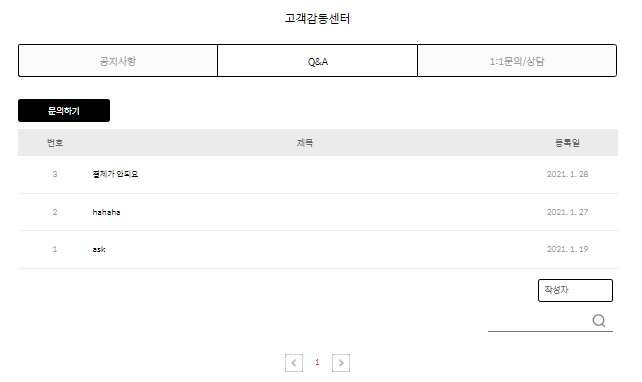 고객감동센터
공지사항 Q&A 1:1문의/상담
문의하기
번호 제목 등록일
3 결제가 안되요 2021. 1. 28
2 hahaha 2021. 1. 27
1 ask 2021. 1. 19
작성자
< 1 >